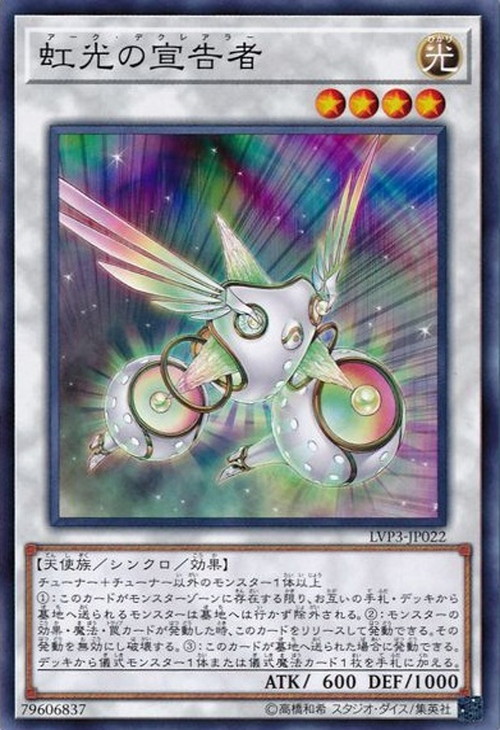 アーク・デクレアラー
虹光の宣告者
ひかり
光
LVP3-JP022
【天使族／シンクロ／効果】
チューナー＋チューナー以外のモンスター1体以上
①：このカードがモンスターゾーンに存在する限り、お互いの手札・デッキから
墓地へ送られるモンスターは墓地へは行かず除外される。②：モンスターの
効果・魔法・罠カードが発動した時、このカードをリリースして発動できる。その
発動を無効にし破壊する。③：このカードが墓地へ送られた場合に発動できる。
デッキから儀式モンスター1体または儀式魔法カード1枚を手札に加える。
ATK/ 600 DEF/1000
79606837
©高橋和希 スタジオ・ダイス/集英社